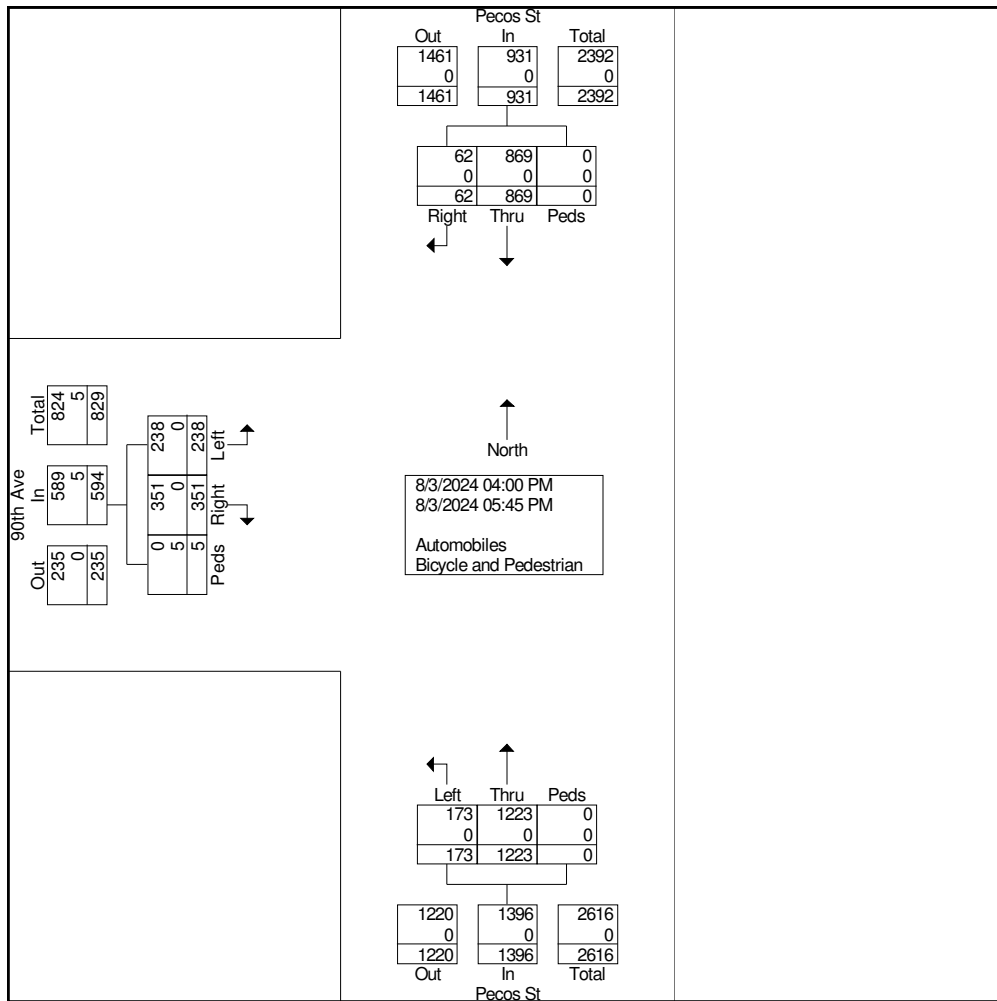 Pecos St
Out In Total
1461 931 2392
0 0 0
1461 931 2392
62 869 0
0 0 0
62 869 0
Right Thru Peds
90th Ave
Out In Total
235 589 824
0 5 5
235 594 829
0 351 238
5 0 0
5 351 238
Peds Right Left
North
8/3/2024 04:00 PM
8/3/2024 05:45 PM
Automobiles
Bicycle and Pedestrian
Left Thru Peds
173 1223 0
0 0 0
173 1223 0
1220 1396 2616
0 0 0
1220 1396 2616
Out In Total
Pecos St